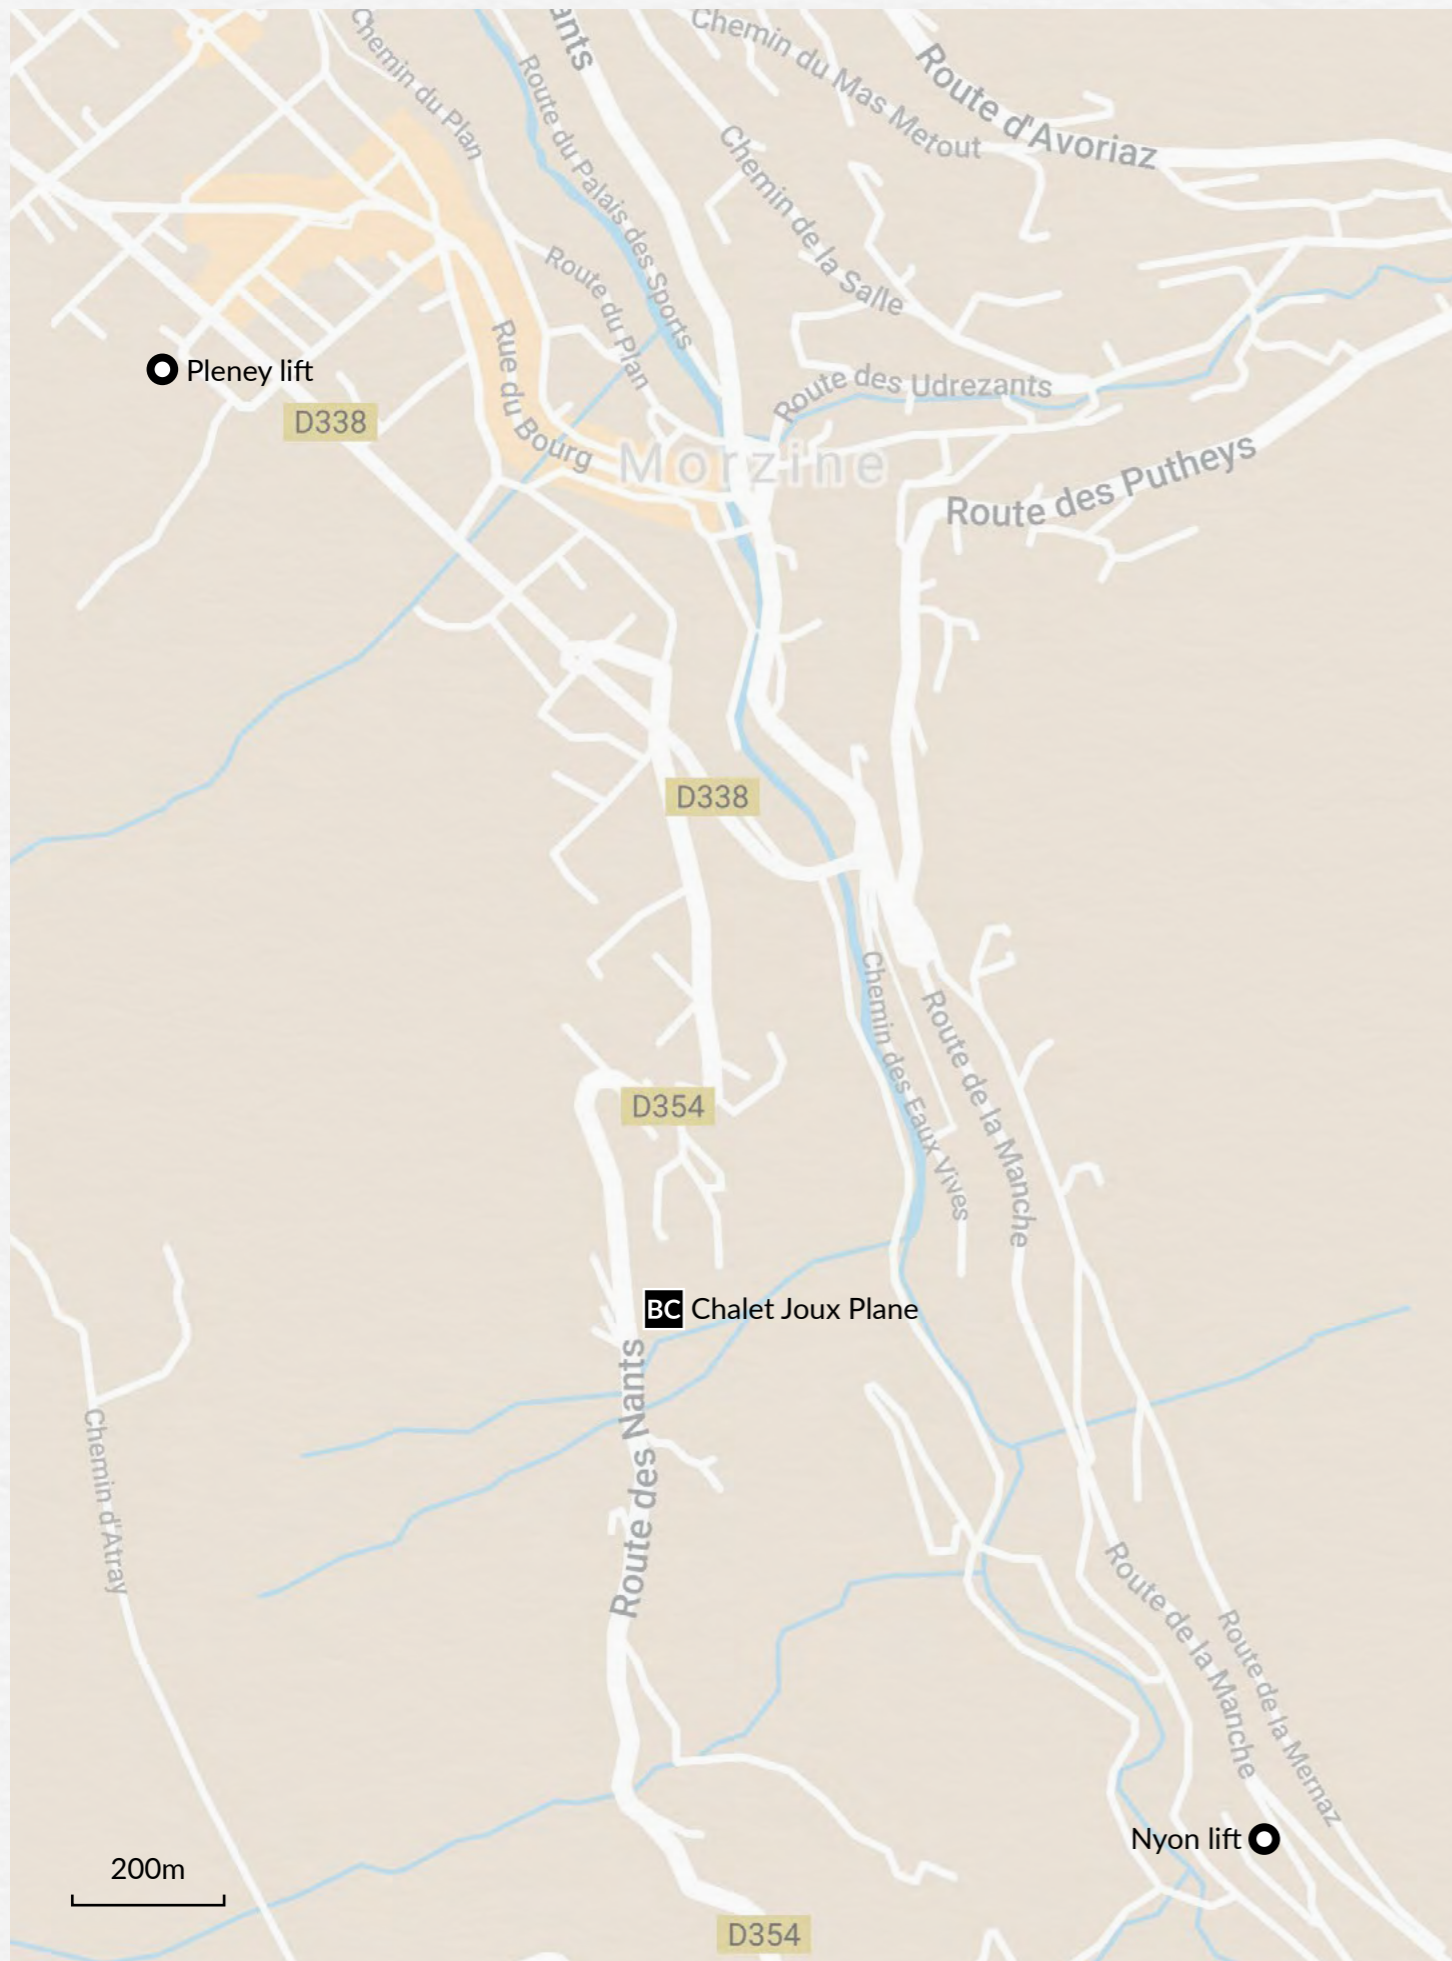 ants
Chemin du Plan
Route du Palais des Sports
Chemin du Mas Metout
Route d'Avoriaz
Chemin de la Salle
Route du Plan
Pleney lift
D338
Rue du Bourg
Route des Udrezants
Morzine
Route des Putheys
D338
Chemin des Eaux Vives
Route de la Manche
D354
BC Chalet Joux Plane
Route des Nants
Chemin d'Atray
Route de la Manche
Route de la Mernaz
Nyon lift
200m
D354